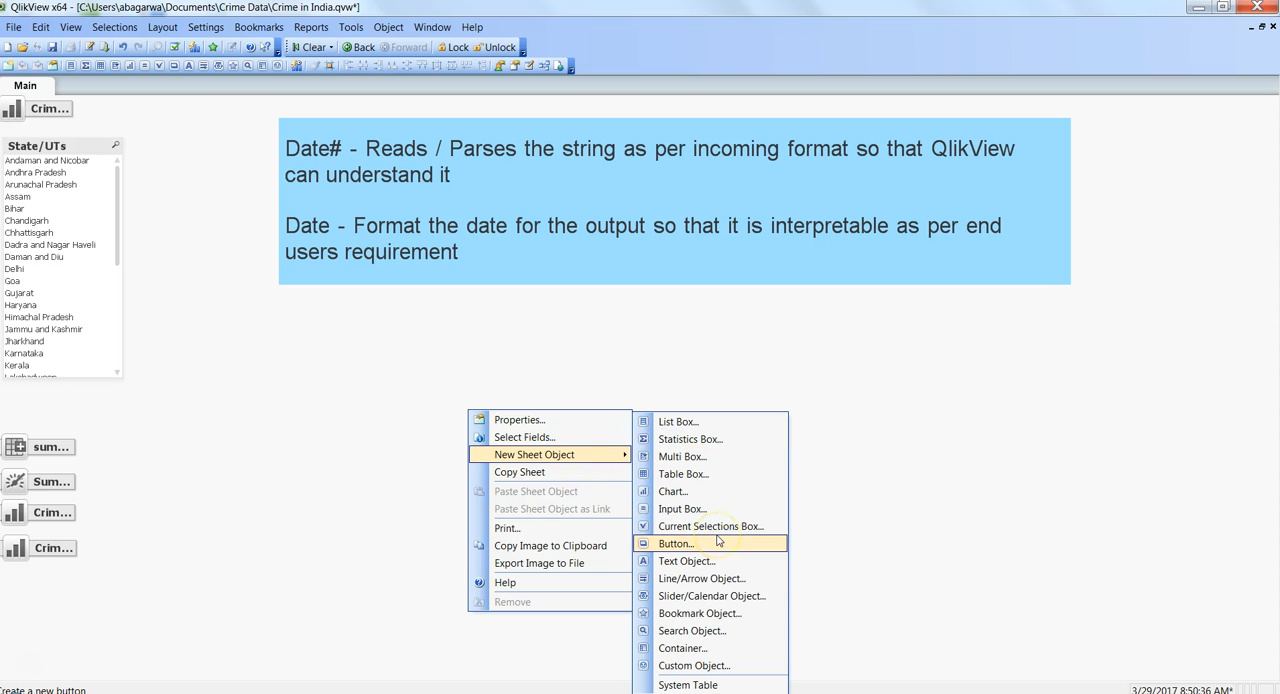 QlikView x64 - [C:\Users\abagarwa\Documents\Crime Data\Crime in India.qvw*]
File Edit View Selections Layout Settings Bookmarks Reports Tools Object Window Help
Clear Back Forward Lock Unlock
Main
Crim...
State/UTs
Andaman and Nicobar
Andhra Pradesh
Arunachal Pradesh
Assam
Bihar
Chandigarh
Chhattisgarh
Dadra and Nagar Haveli
Daman and Diu
Delhi
Goa
Gujarat
Haryana
Himachal Pradesh
Jammu and Kashmir
Jharkhand
Karnataka
Kerala
Date# - Reads / Parses the string as per incoming format so that QlikView
can understand it
Date - Format the date for the output so that it is interpretable as per end
users requirement
sum...
Sum...
Crim...
Crim...
Properties...
Select Fields...
New Sheet Object
Copy Sheet
Paste Sheet Object
Paste Sheet Object as Link
Print...
Copy Image to Clipboard
Export Image to File
Help
Remove
List Box...
Statistics Box...
Multi Box...
Table Box...
Chart...
Input Box...
Current Selections Box...
Button...
Text Object...
Line/Arrow Object...
Slider/Calendar Object...
Bookmark Object...
Search Object...
Container...
Custom Object...
System Table
Create a new button
3/29/2017 8:50:36 AM*